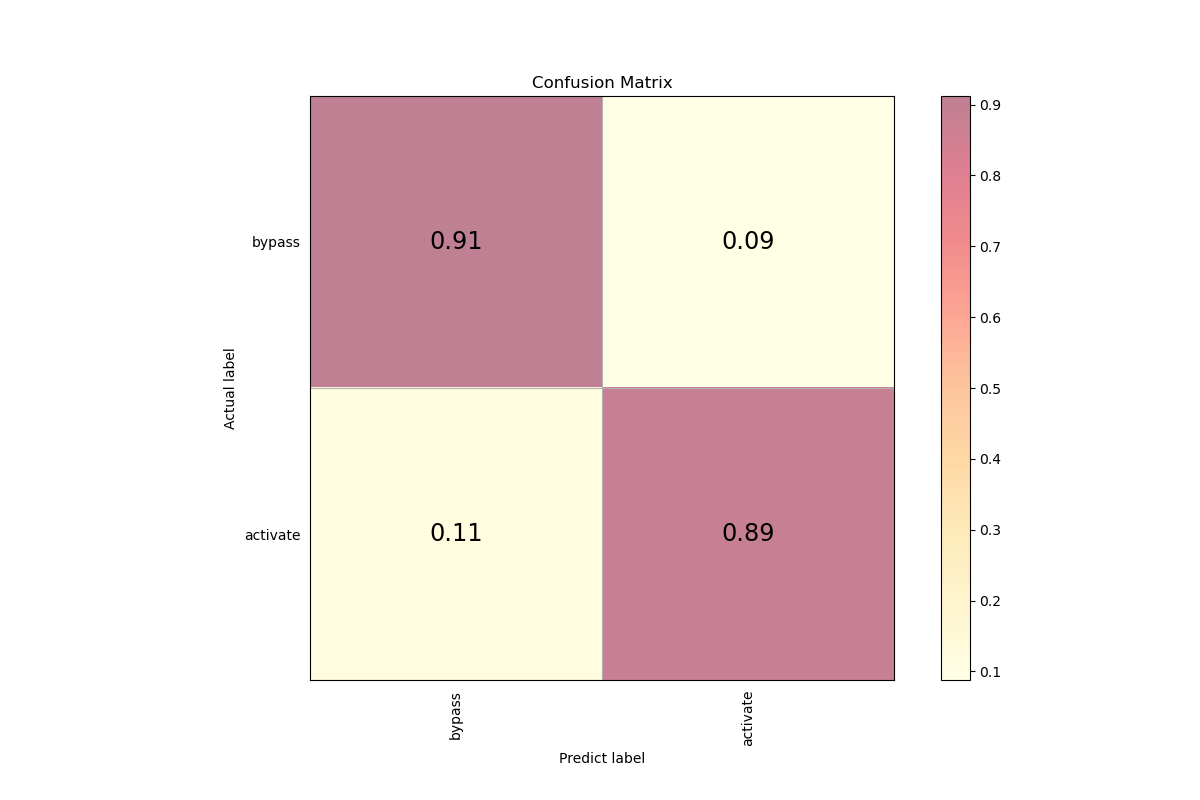 Confusion Matrix
0.9
0.8
0.7
0.6
0.5
0.4
0.3
0.2
0.1
bypass
0.91
0.09
Actual label
activate
0.11
0.89
bypass
activate
Predict label